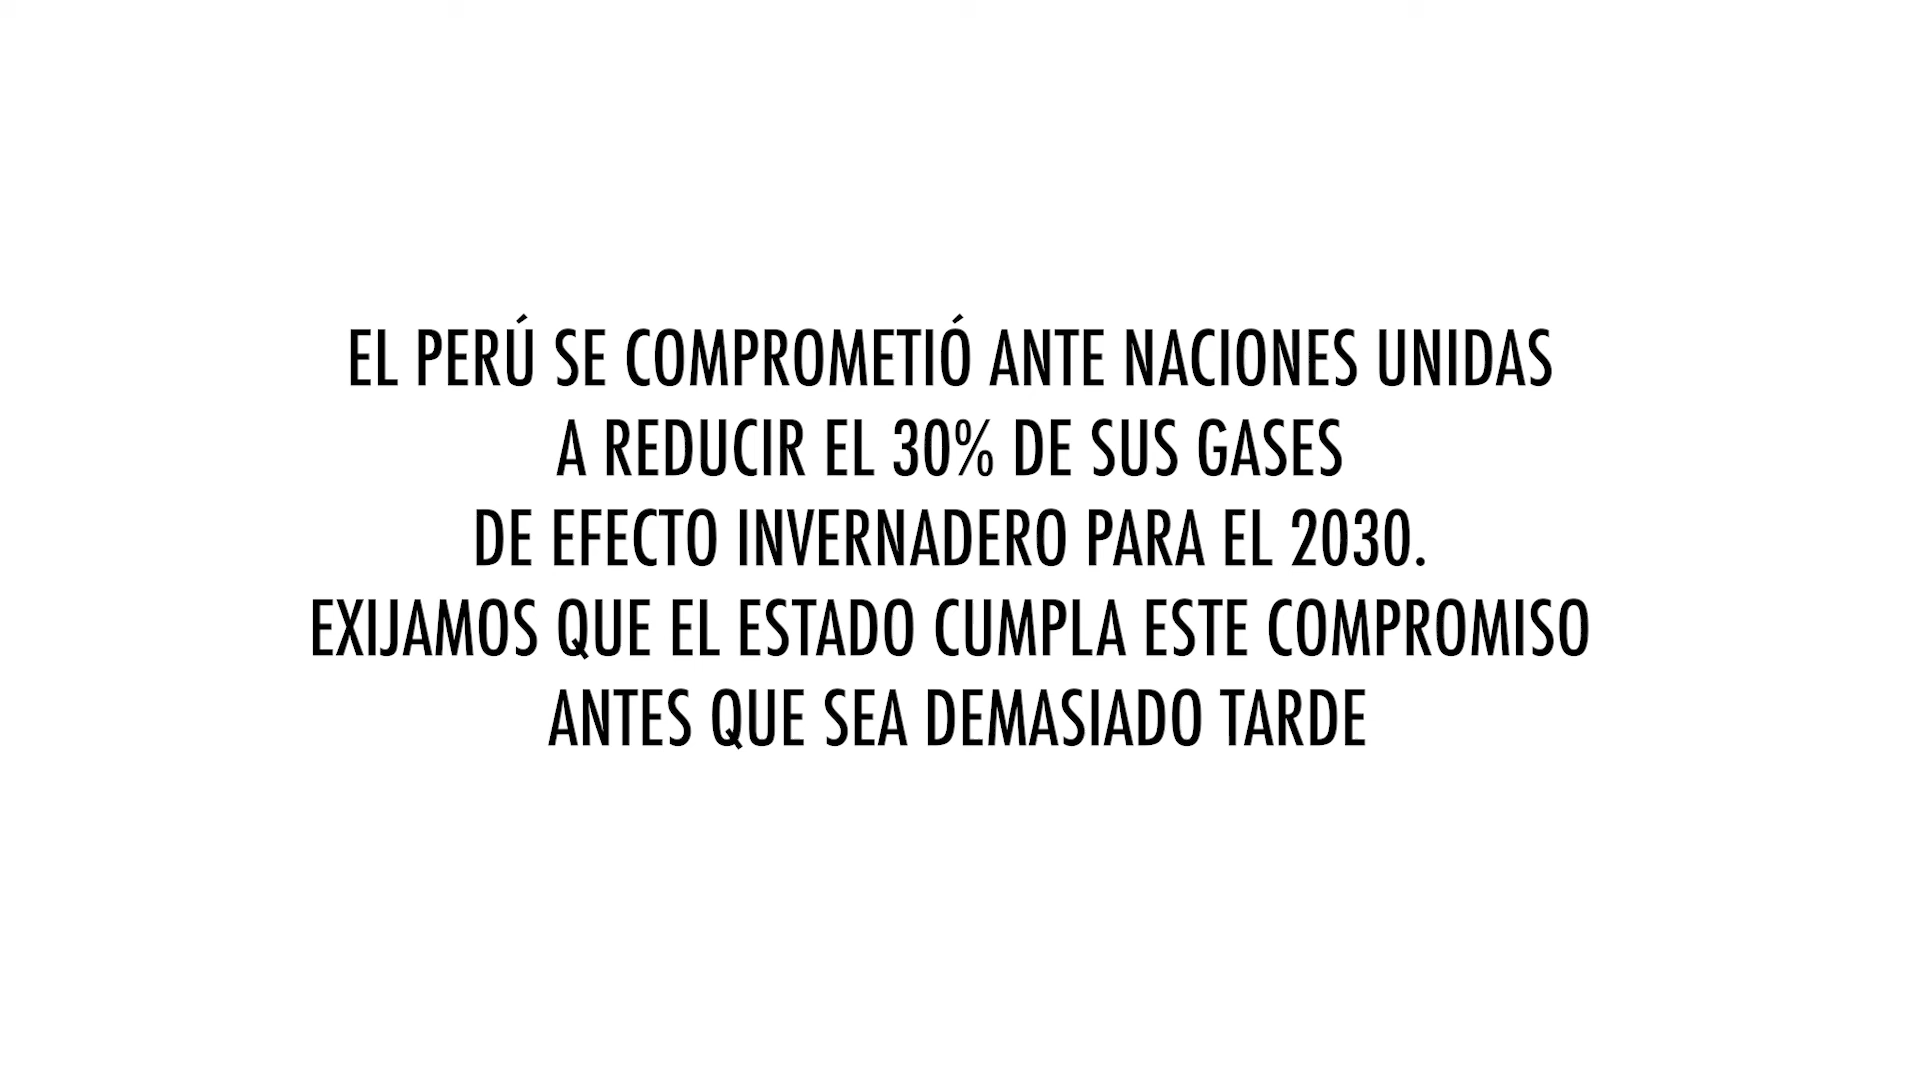 EL PERÚ SE COMPROMETIÓ ANTE NACIONES UNIDAS
A REDUCIR EL 30% DE SUS GASES
DE EFECTO INVERNADERO PARA EL 2030.
EXIJAMOS QUE EL ESTADO CUMPLA ESTE COMPROMISO
ANTES QUE SEA DEMASIADO TARDE